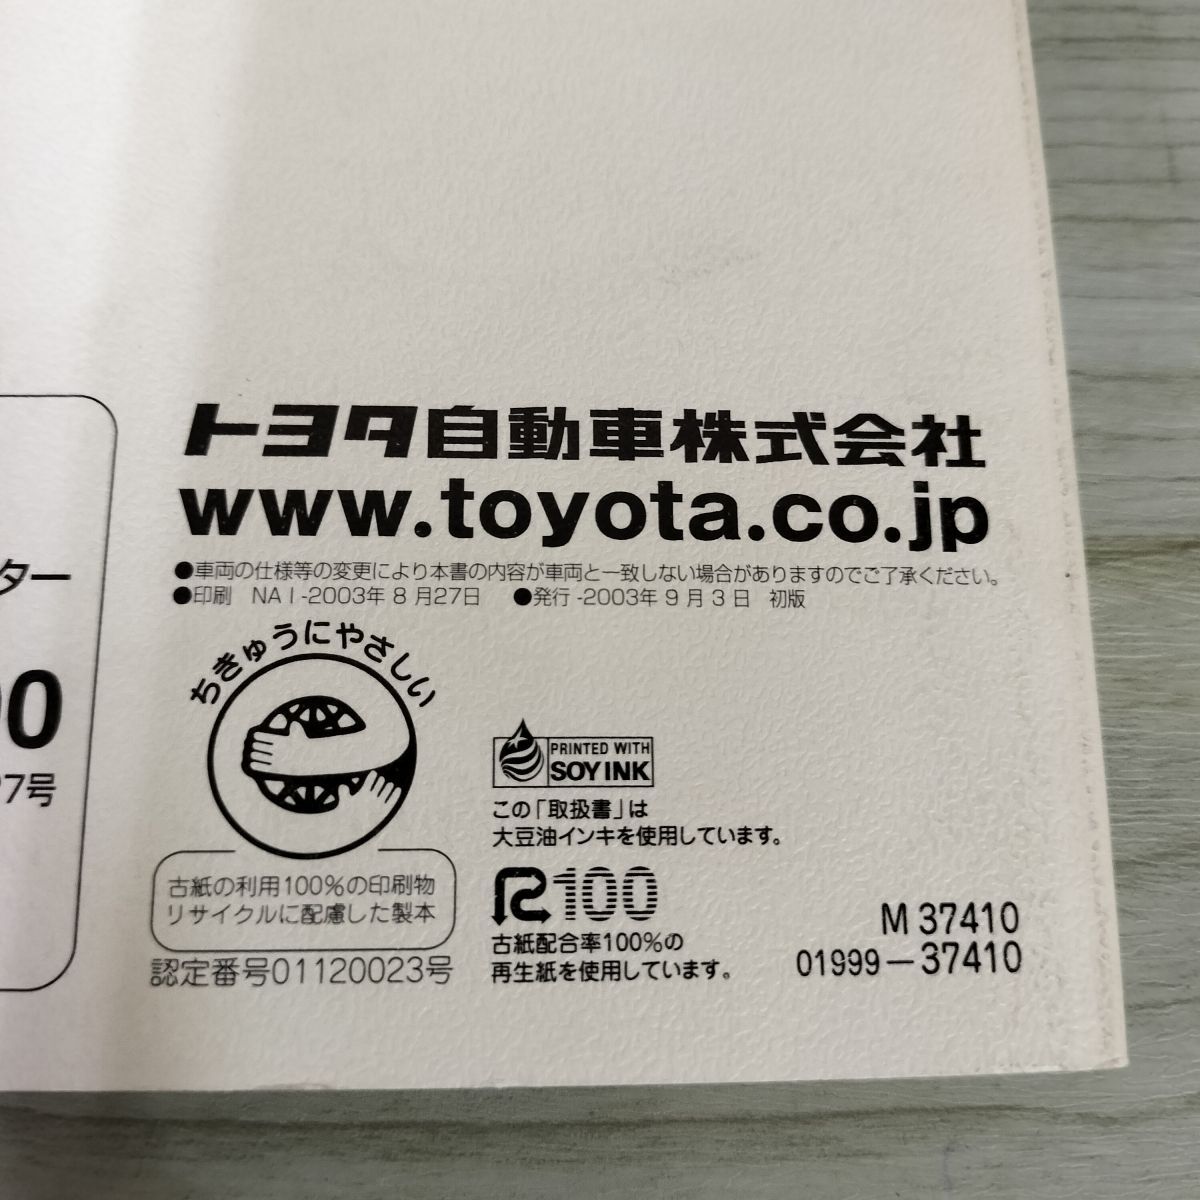 トヨタ自動車株式会社
www.toyota.co.jp
●車両の仕様等の変更により本書の内容が車両と一致しない場合がありますのでご了承ください。
●印刷 NAI-2003年8月27日 ●発行-2003年9月3日 初版
ター
0
7号
ちきゅうにやさしい
古紙の利用100%の印刷物
リサイクルに配慮した製本
認定番号01120023号
PRINTED WITH
SOY INK
この「取扱書」は
大豆油インキを使用しています。
R100
古紙配合率100%の
再生紙を使用しています。
M 37410
01999-37410